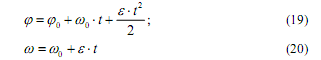 φ = φ₀ + ω₀ · t + ε · t² / 2 ; (19)
ω = ω₀ + ε · t (20)